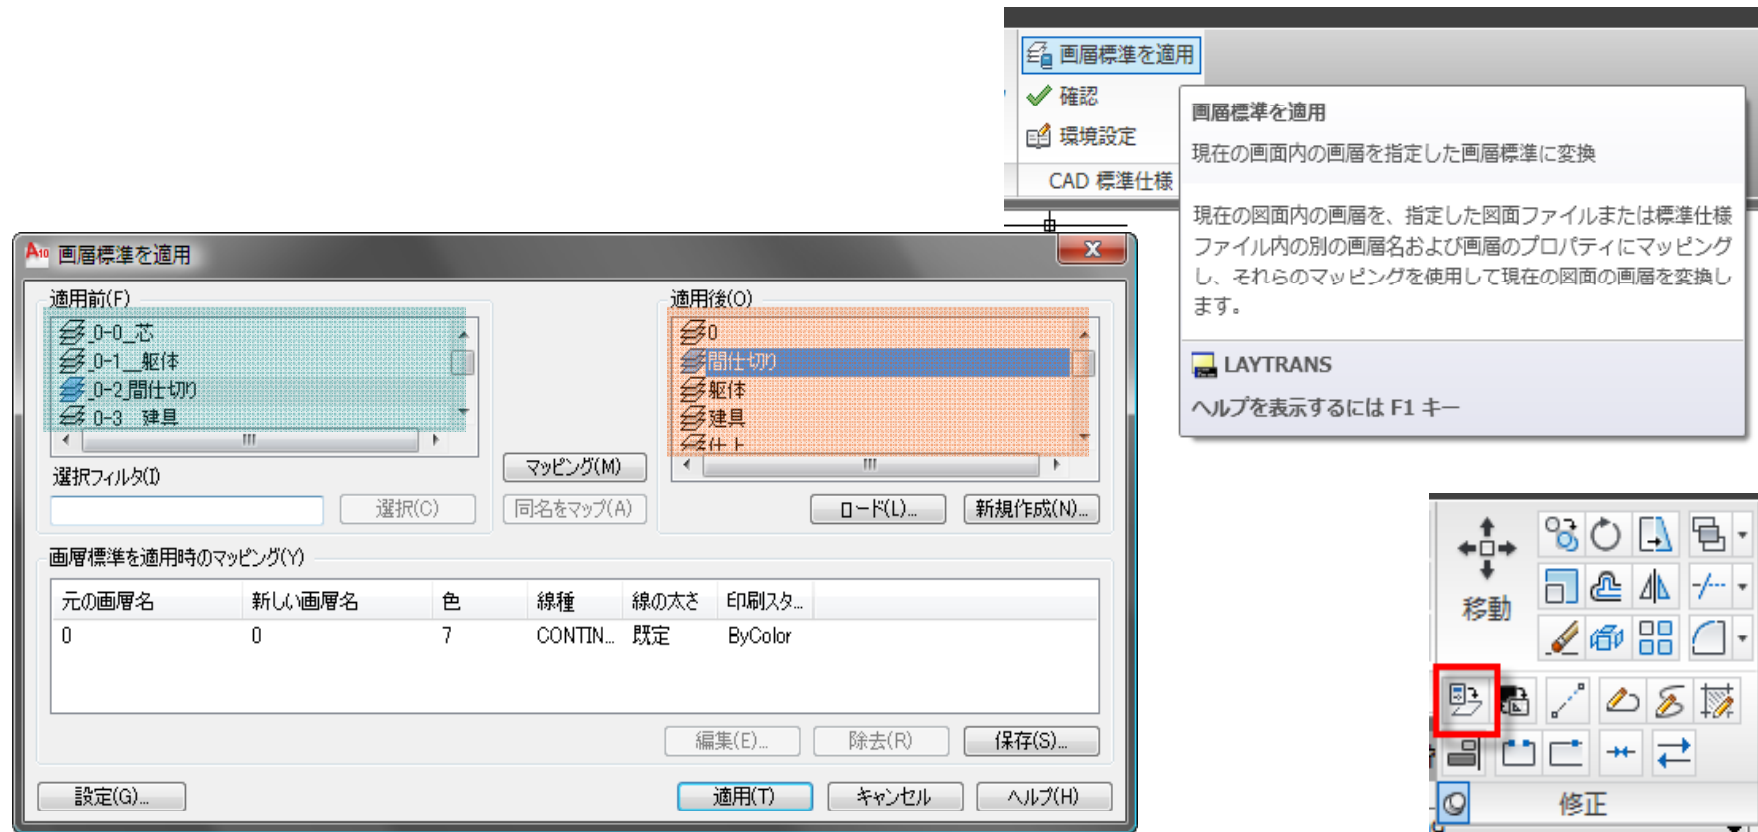 画層標準を適用
確認
環境設定
CAD 標準仕様
画層標準を適用
現在の画面内の画層を指定した画層標準に変換
現在の図面内の画層を、指定した図面ファイルまたは標準仕様
ファイル内の別の画層名および画層のプロパティにマッピング
し、それらのマッピングを使用して現在の図面の画層を変換し
ます。
LAYTRANS
ヘルプを表示するには F1 キー
A10 画層標準を適用
適用前(F)
_0-0_芯
_0-1__躯体
_0-2_間仕切り
0-3__建具
選択フィルタ(I)
選択(C)
マッピング(M)
同名をマップ(A)
適用後(O)
0
間仕切り
躯体
建具
ロード(L)...
新規作成(N)...
画層標準を適用時のマッピング(Y)
元の画層名 新しい画層名 色 線種 線の太さ 印刷スタ...
0 0 7 CONTIN... 既定 ByColor
編集(E)... 除去(R) 保存(S)...
設定(G)... 適用(T) キャンセル ヘルプ(H)
移動
修正